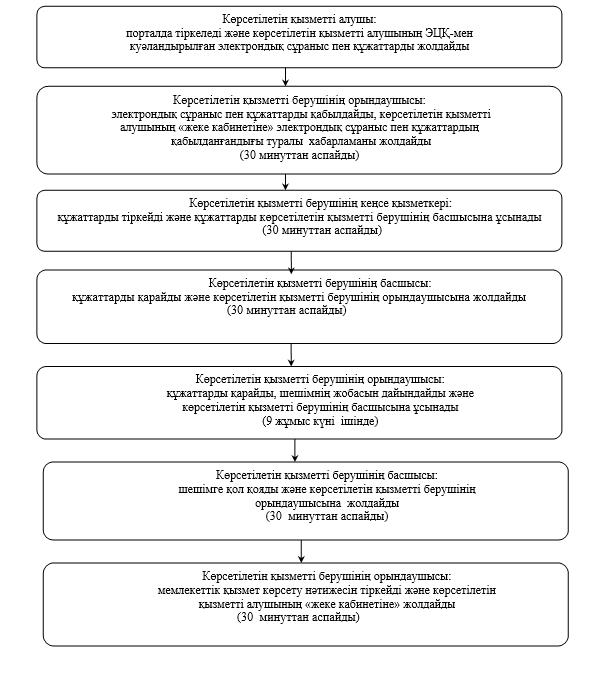 Көрсетілетін қызметті алушы:
порталда тіркеледі және көрсетілетін қызметті алушының ЭЦҚ-мен
куәландырылған электрондық сұраныс пен құжаттарды жолдайды
Көрсетілетін қызметті берушінің орындаушысы:
электрондық сұраныс пен құжаттарды қабылдайды, көрсетілетін қызметті
алушының «жеке кабинетіне» электрондық сұраныс пен құжаттардың
қабылданғандығы туралы хабарламаны жолдайды
(30 минуттан аспайды)
Көрсетілетін қызметті берушінің кеңсе қызметкері:
құжаттарды тіркейді және құжаттарды көрсетілетін қызметті берушінің басшысына ұсынады
(30 минуттан аспайды)
Көрсетілетін қызметті берушінің басшысы:
құжаттарды қарайды және көрсетілетін қызметті берушінің орындаушысына жолдайды
(30 минуттан аспайды)
Көрсетілетін қызметті берушінің орындаушысы:
құжаттарды қарайды, шешімнің жобасын дайындайды және
көрсетілетін қызметті берушінің басшысына ұсынады
(9 жұмыс күні ішінде)
Көрсетілетін қызметті берушінің басшысы:
шешімге қол қояды және көрсетілетін қызметті берушінің
орындаушысына жолдайды
(30 минуттан аспайды)
Көрсетілетін қызметті берушінің орындаушысы:
мемлекеттік қызмет көрсету нәтижесін тіркейді және көрсетілетін
қызметті алушының «жеке кабинетіне» жолдайды
(30 минуттан аспайды)